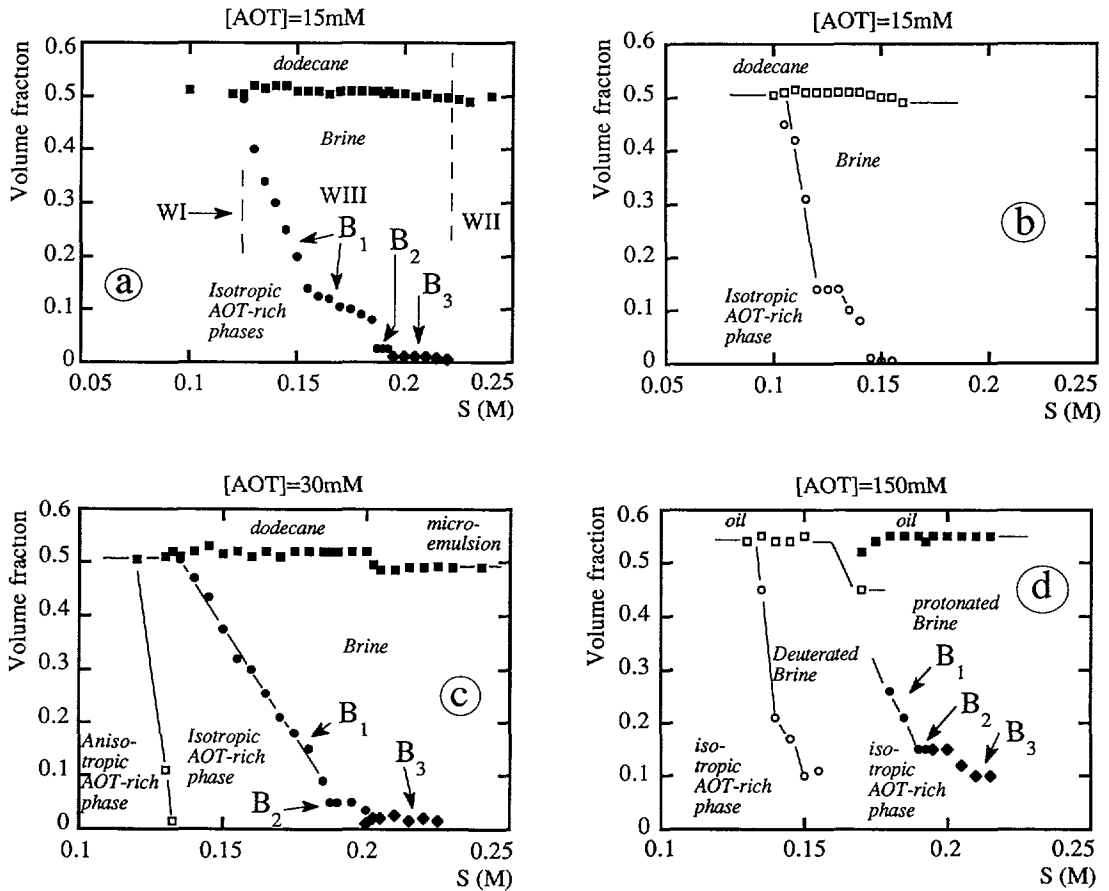 [AOT]=15mM
0.6
0.5
0.4
0.3
0.2
0.1
0
Volume fraction
dodecane
Brine
WI
WIII
WII
B1
B2
B3
a
Isotropic
AOT-rich
phases
0.05
0.1
0.15
0.2
0.25
S (M)
[AOT]=15mM
0.6
0.5
0.4
0.3
0.2
0.1
0
Volume fraction
dodecane
Brine
b
Isotropic
AOT-rich
phase
0.05
0.1
0.15
0.2
0.25
S (M)
[AOT]=30mM
0.6
0.5
0.4
0.3
0.2
0.1
0
Volume fraction
dodecane
micro-
emulsion
Brine
c
B1
B3
B2
Aniso-
tropic
AOT-rich
phase
Isotropic
AOT-rich
phase
0.1
0.15
0.2
0.25
S (M)
[AOT]=150mM
0.6
0.5
0.4
0.3
0.2
0.1
0
Volume fraction
oil
oil
d
protonated
Brine
Deuterated
Brine
B1
B2
B3
iso-
tropic
AOT-rich
phase
iso-
tropic
AOT-rich
phase
0.1
0.15
0.2
0.25
S (M)